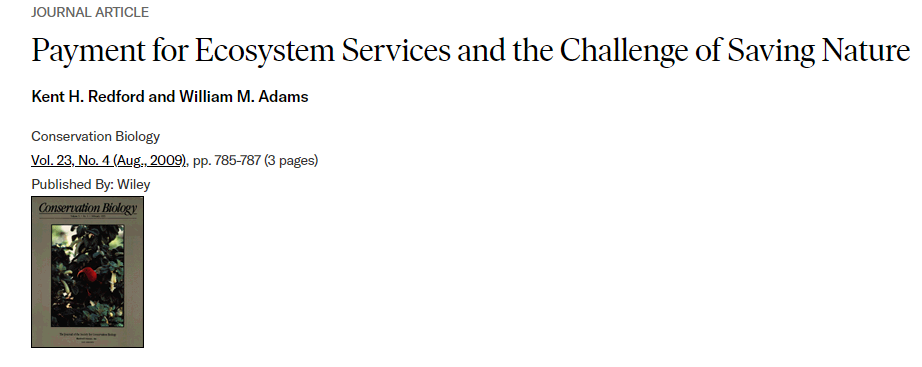 JOURNAL ARTICLE
Payment for Ecosystem Services and the Challenge of Saving Nature
Kent H. Redford and William M. Adams
Conservation Biology
Vol. 23, No. 4 (Aug., 2009), pp. 785-787 (3 pages)
Published By: Wiley
Conservation Biology